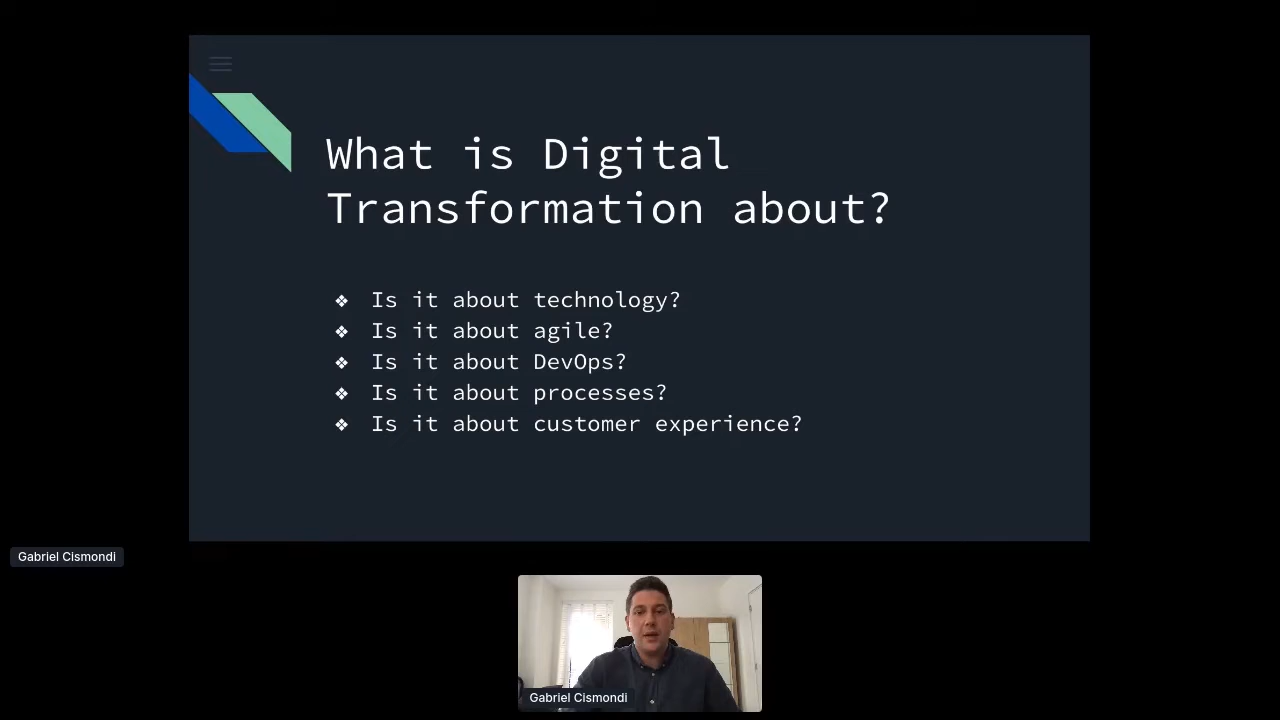 What is Digital
Transformation about?
❖ Is it about technology?
❖ Is it about agile?
❖ Is it about DevOps?
❖ Is it about processes?
❖ Is it about customer experience?
Gabriel Cismondi
Gabriel Cismondi